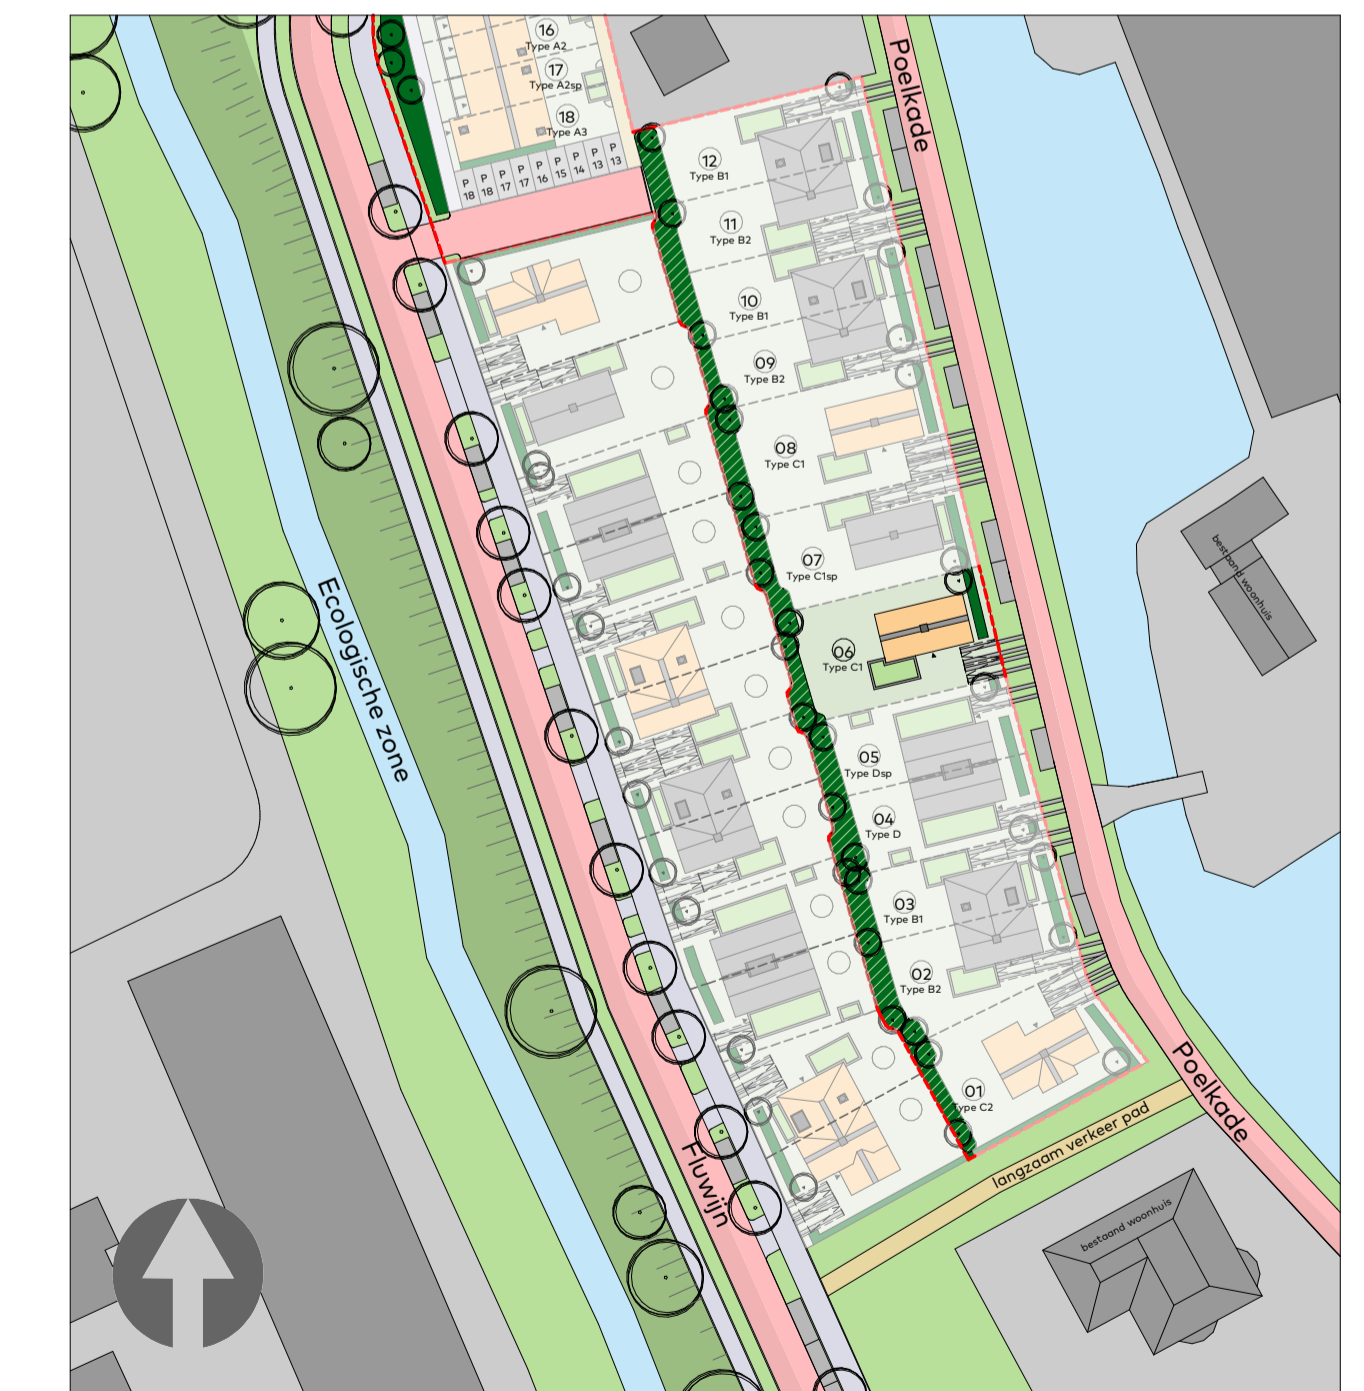 16
Type A2
17
Type A2sp
18
Type A3
P 18
P 18
P 17
P 17
P 16
P 15
P 14
P 13
P 13
Poelkade
12
Type B1
11
Type B2
10
Type B1
09
Type B2
08
Type C1
07
Type C1sp
06
Type C1
05
Type Dsp
04
Type D
03
Type B1
02
Type B2
01
Type C2
bestaand woonhuis
Ecologische zone
Fluwijn
Poelkade
langzaam verkeer pad
bestaand woonhuis